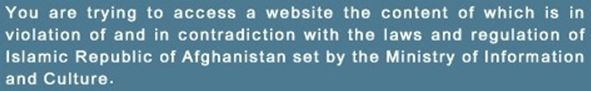 You are trying to access a website the content of which is in
violation of and in contradiction with the laws and regulation of
Islamic Republic of Afghanistan set by the Ministry of Information
and Culture.